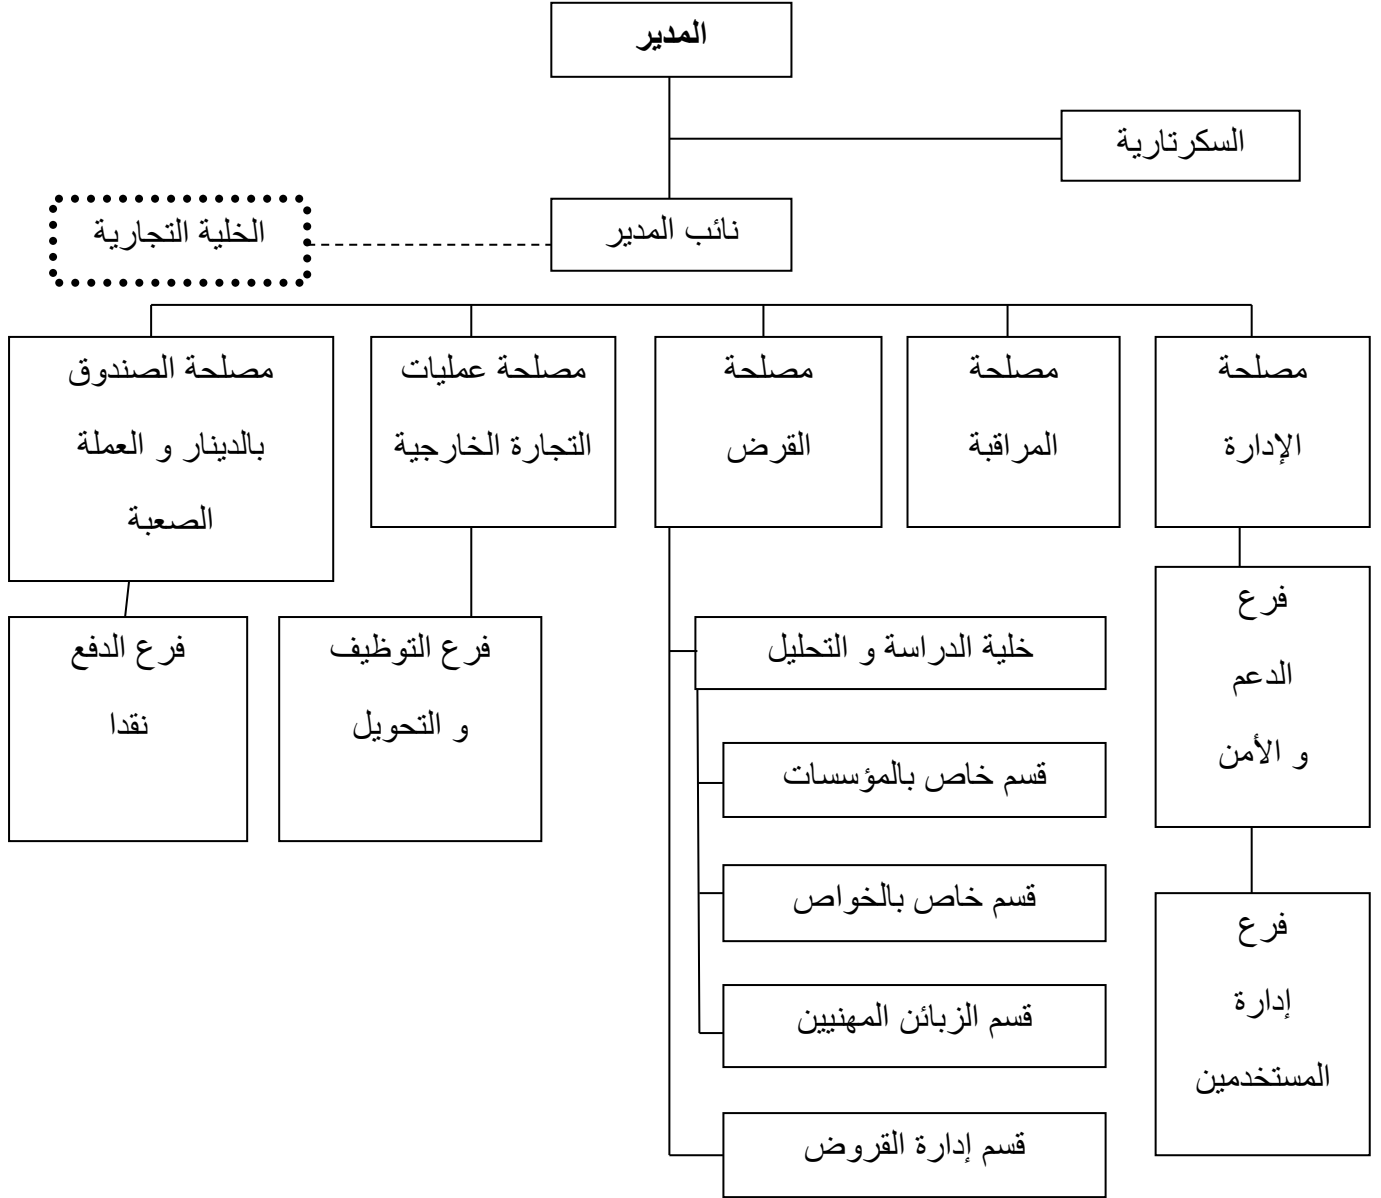 المدير
السكرتارية
نائب المدير
الخلية التجارية
مصلحة
الإدارة
مصلحة
المراقبة
مصلحة
القرض
مصلحة عمليات
التجارة الخارجية
مصلحة الصندوق
بالدينار و العملة
الصعبة
فرع
الدعم
و الأمن
فرع
إدارة
المستخدمين
خلية الدراسة و التحليل
قسم خاص بالمؤسسات
قسم خاص بالخواص
قسم الزبائن المهنيين
قسم إدارة القروض
فرع التوظيف
و التحويل
فرع الدفع
نقدا